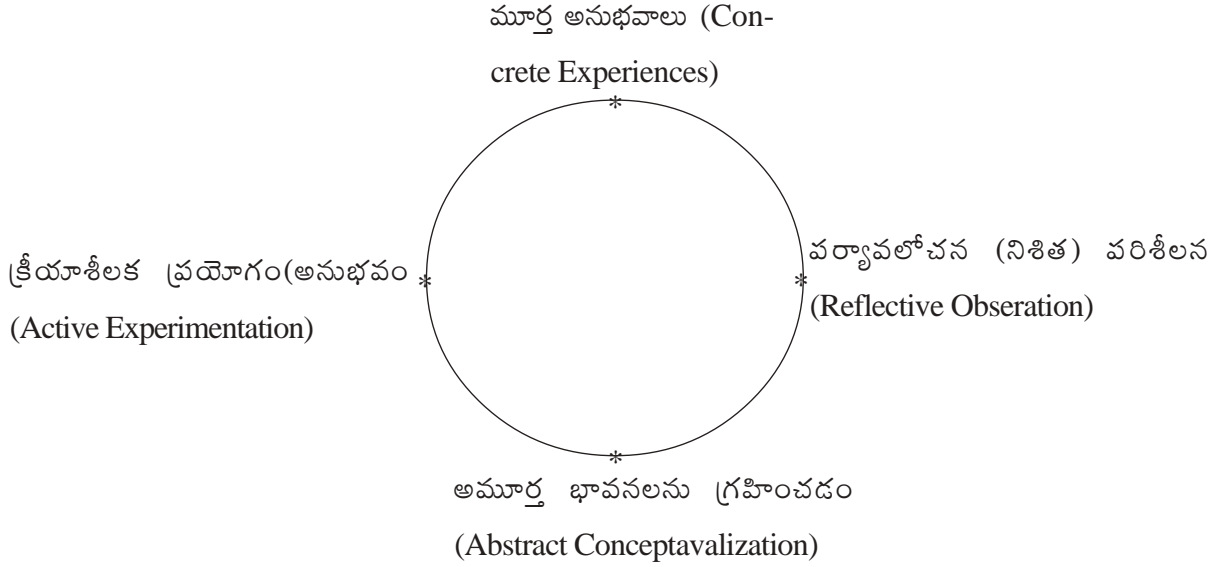 మూర్త అనుభవాలు (Con-
crete Experiences)
పర్యావలోచన (నిశిత) పరిశీలన
(Reflective Obseration)
క్రీయాశీలక ప్రయోగం(అనుభవం
(Active Experimentation)
అమూర్త భావనలను గ్రహించడం
(Abstract Conceptavalization)